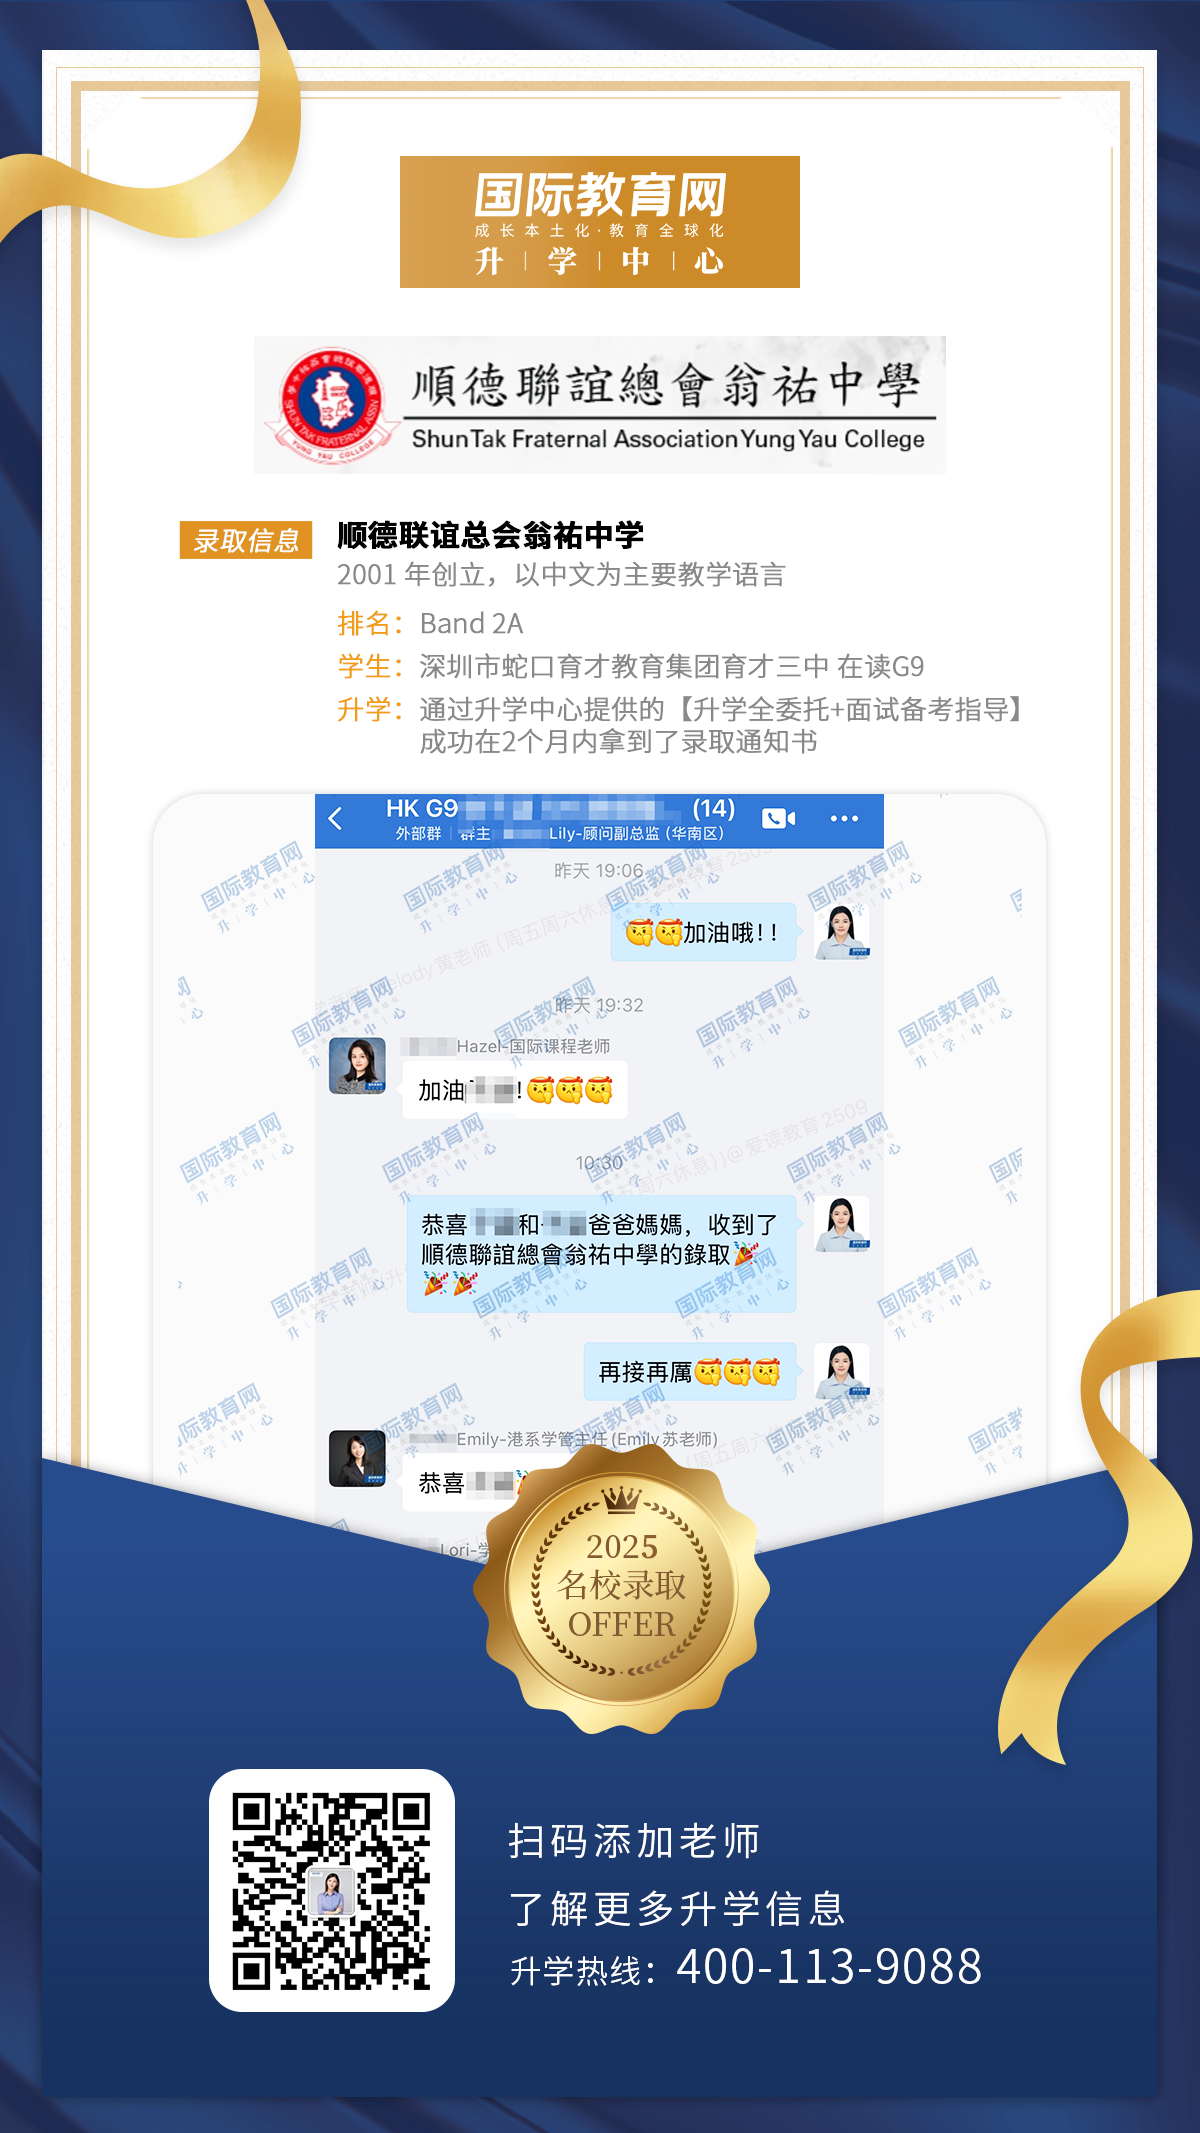 国际教育网
成长本土化·教育全球化
升 | 学 | 中 | 心
順德聯誼總會翁祐中學
ShunTak Fraternal Association Yung Yau College
SHUN TAK FRATERNAL ASSN
YUNG YAU COLLEGE
录取信息
顺德联谊总会翁祐中学
2001 年创立，以中文为主要教学语言
排名：Band 2A
学生：深圳市蛇口育才教育集团育才三中 在读G9
升学：通过升学中心提供的【升学全委托+面试备考指导】
成功在2个月内拿到了录取通知书
HK G9 (14)
外部群 | 群主 Lily-顾问副总监 (华南区)
昨天 19:06
加油哦！！
昨天 19:32
Hazel-国际课程老师
加油 !
10:30
恭喜 和 爸爸媽媽，收到了
順德聯誼總會翁祐中學的錄取🎉
🎉🎉
再接再厲
Emily-港系学管主任 (Emily 苏老师)
恭喜
Lori-学
2025
名校录取
OFFER
扫码添加老师
了解更多升学信息
升学热线：400-113-9088